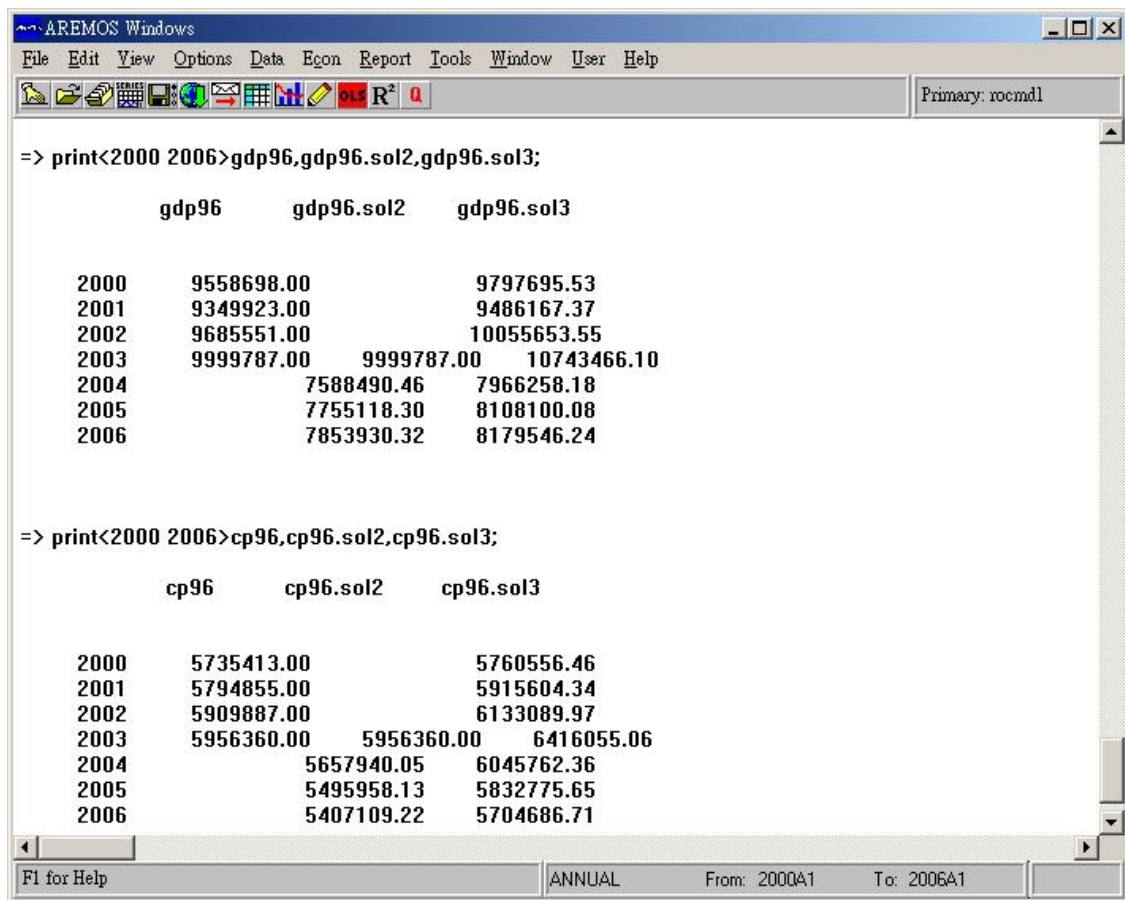 AREMOS Windows
File Edit View Options Data Econ Report Tools Window User Help
SERIES OLS R² Q Primary: rocmdl
=> print<2000 2006>gdp96,gdp96.sol2,gdp96.sol3;
gdp96 gdp96.sol2 gdp96.sol3
2000 9558698.00 9797695.53
2001 9349923.00 9486167.37
2002 9685551.00 10055653.55
2003 9999787.00 9999787.00 10743466.10
2004 7588490.46 7966258.18
2005 7755118.30 8108100.08
2006 7853930.32 8179546.24
=> print<2000 2006>cp96,cp96.sol2,cp96.sol3;
cp96 cp96.sol2 cp96.sol3
2000 5735413.00 5760556.46
2001 5794855.00 5915604.34
2002 5909887.00 6133089.97
2003 5956360.00 5956360.00 6416055.06
2004 5657940.05 6045762.36
2005 5495958.13 5832775.65
2006 5407109.22 5704686.71
F1 for Help ANNUAL From: 2000A1 To: 2006A1